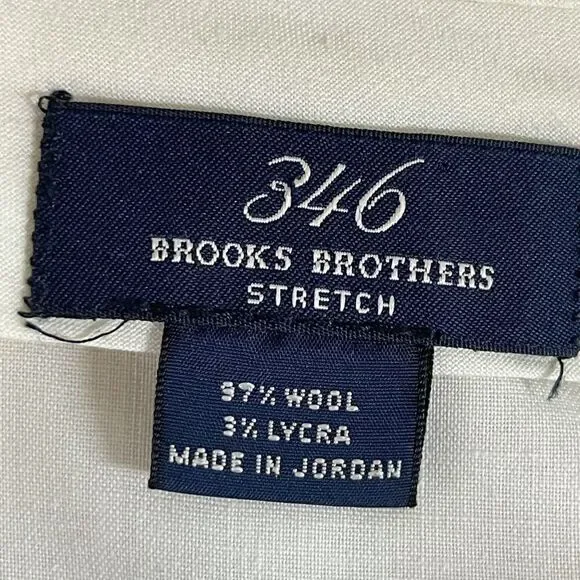 346
BROOKS BROTHERS
STRETCH
97% WOOL
3% LYCRA
MADE IN JORDAN